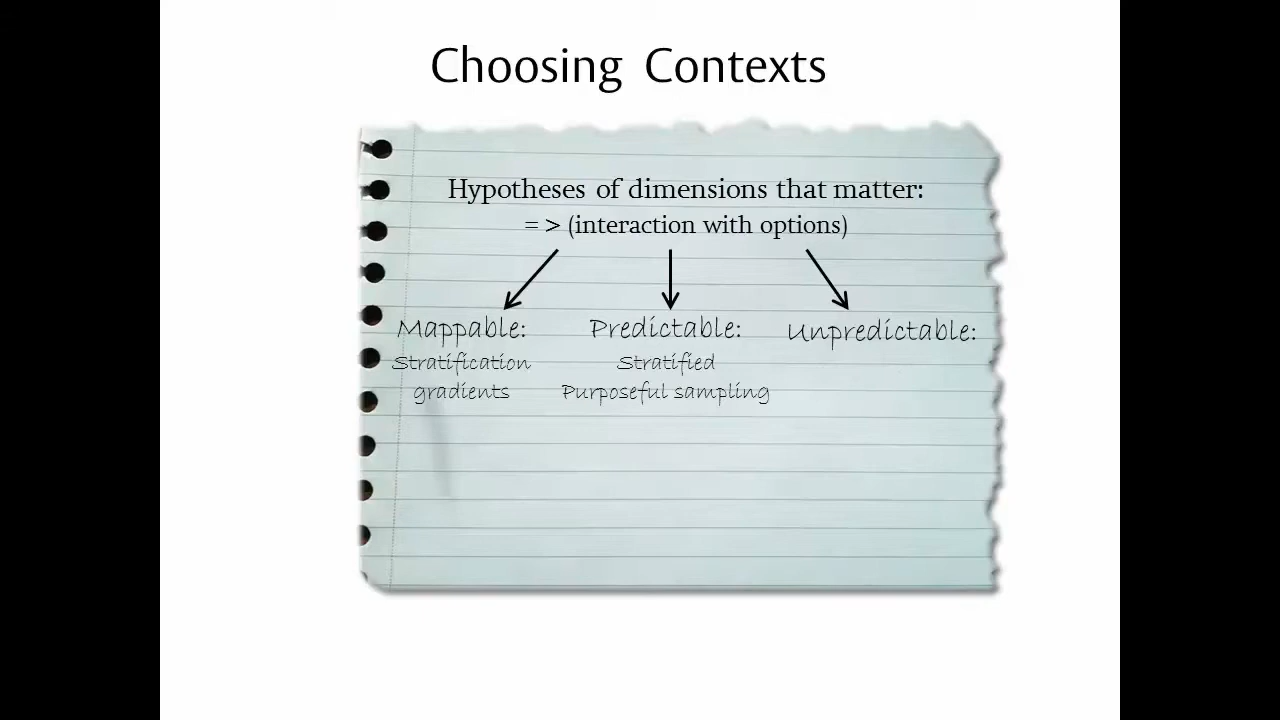 Choosing Contexts
Hypotheses of dimensions that matter:
= > (interaction with options)
Mappable:
Stratification
gradients
Predictable:
Stratified
Purposeful sampling
Unpredictable: